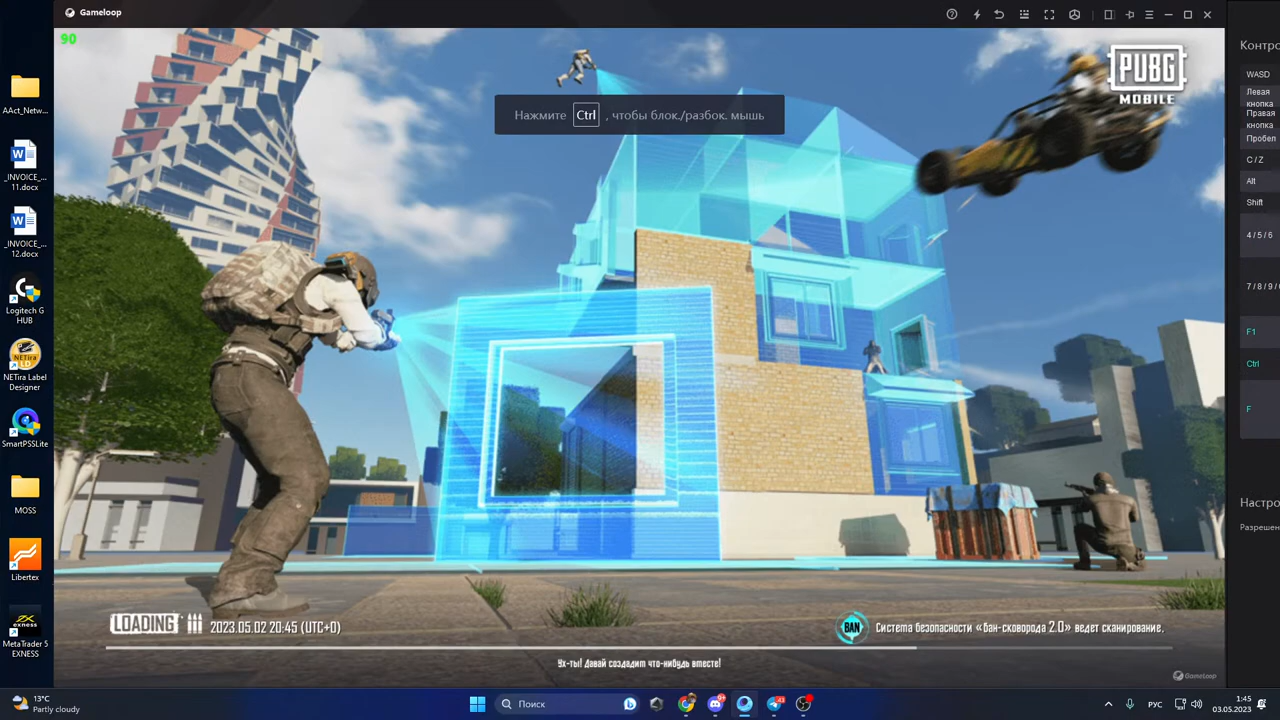 Gameloop
90
PUBG
MOBILE
Нажмите Ctrl , чтобы блок./разбок. мышь
AAct_Netw...
_INVOICE_...
11.docx
_INVOICE_...
12.docx
Logitech G
HUB
NETira Label
Designer
SmartPSSLite
MOSS
Libertex
exness
MetaTrader 5
EXNESS
Контро
WASD
Левая
кнопка
Правая
кнопка
Пробел
C / Z
Alt
Shift
4 / 5 / 6
7 / 8 / 9 /
F1
Ctrl
F
Настро
Разрешен
LOADING 2023.05.02 20:45 (UTC+0)
BAN Система безопасности «Бан-сковорода 2.0» ведет сканирование.
Ух-ты! Давай создадим что-нибудь вместе!
GameLoop
13°C
Partly cloudy
Поиск
РУС
1:45
03.05.2023